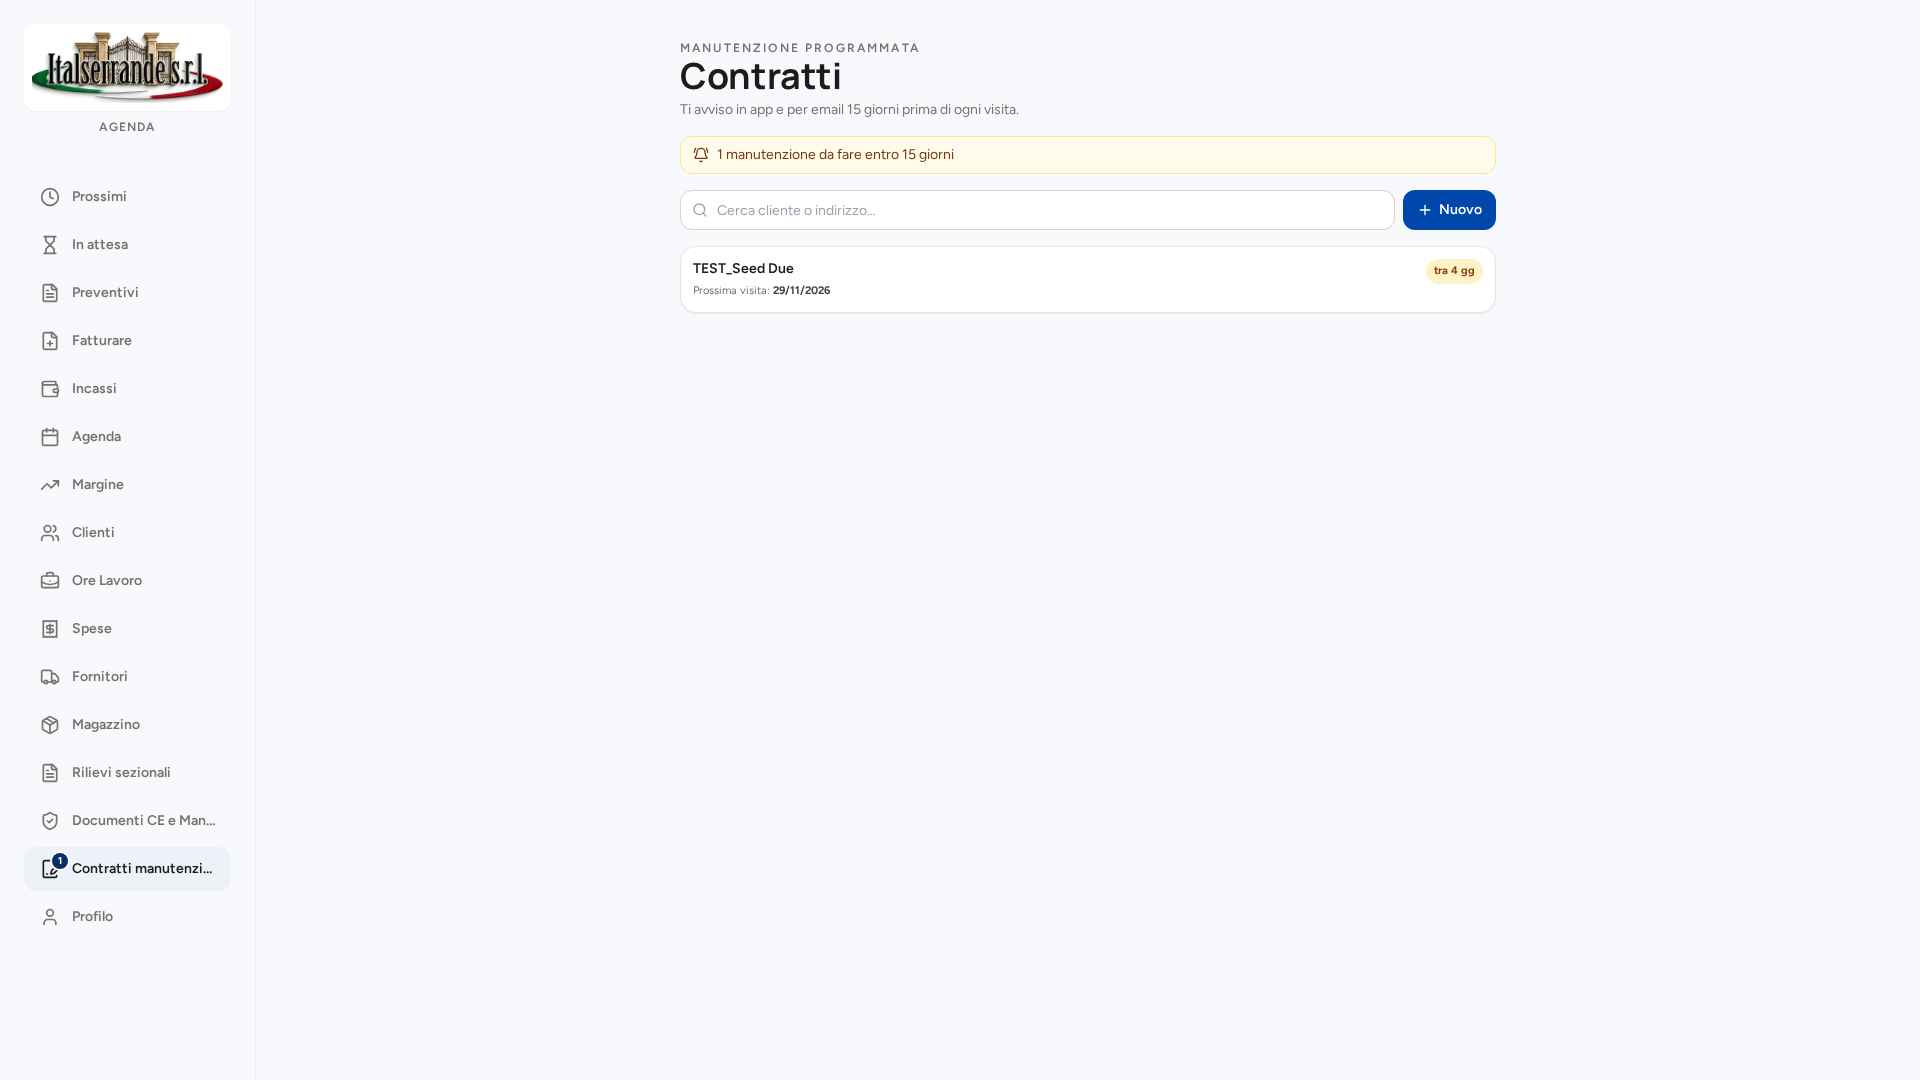 Italserrande s.r.l.
AGENDA
Prossimi
In attesa
Preventivi
Fatturare
Incassi
Agenda
Margine
Clienti
Ore Lavoro
Spese
Fornitori
Magazzino
Rilievi sezionali
Documenti CE e Man...
1
Contratti manutenzi...
Profilo
MANUTENZIONE PROGRAMMATA
Contratti
Ti avviso in app e per email 15 giorni prima di ogni visita.
1 manutenzione da fare entro 15 giorni
Cerca cliente o indirizzo...
Nuovo
TEST_Seed Due
tra 4 gg
Prossima visita: 29/11/2026